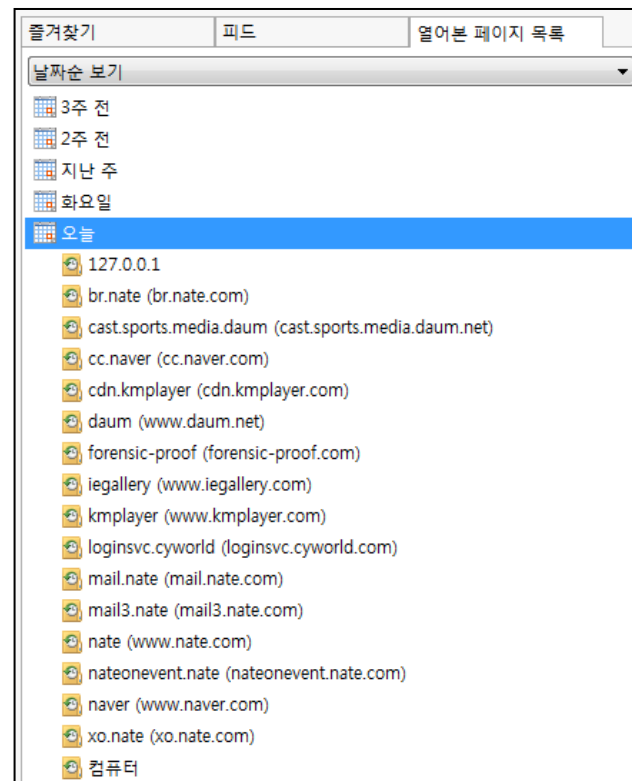 즐겨찾기 피드 열어본 페이지 목록
날짜순 보기
3주 전
2주 전
지난 주
화요일
오늘
127.0.0.1
br.nate (br.nate.com)
cast.sports.media.daum (cast.sports.media.daum.net)
cc.naver (cc.naver.com)
cdn.kmplayer (cdn.kmplayer.com)
daum (www.daum.net)
forensic-proof (forensic-proof.com)
iegallery (www.iegallery.com)
kmplayer (www.kmplayer.com)
loginsvc.cyworld (loginsvc.cyworld.com)
mail.nate (mail.nate.com)
mail3.nate (mail3.nate.com)
nate (www.nate.com)
nateonevent.nate (nateonevent.nate.com)
naver (www.naver.com)
xo.nate (xo.nate.com)
컴퓨터